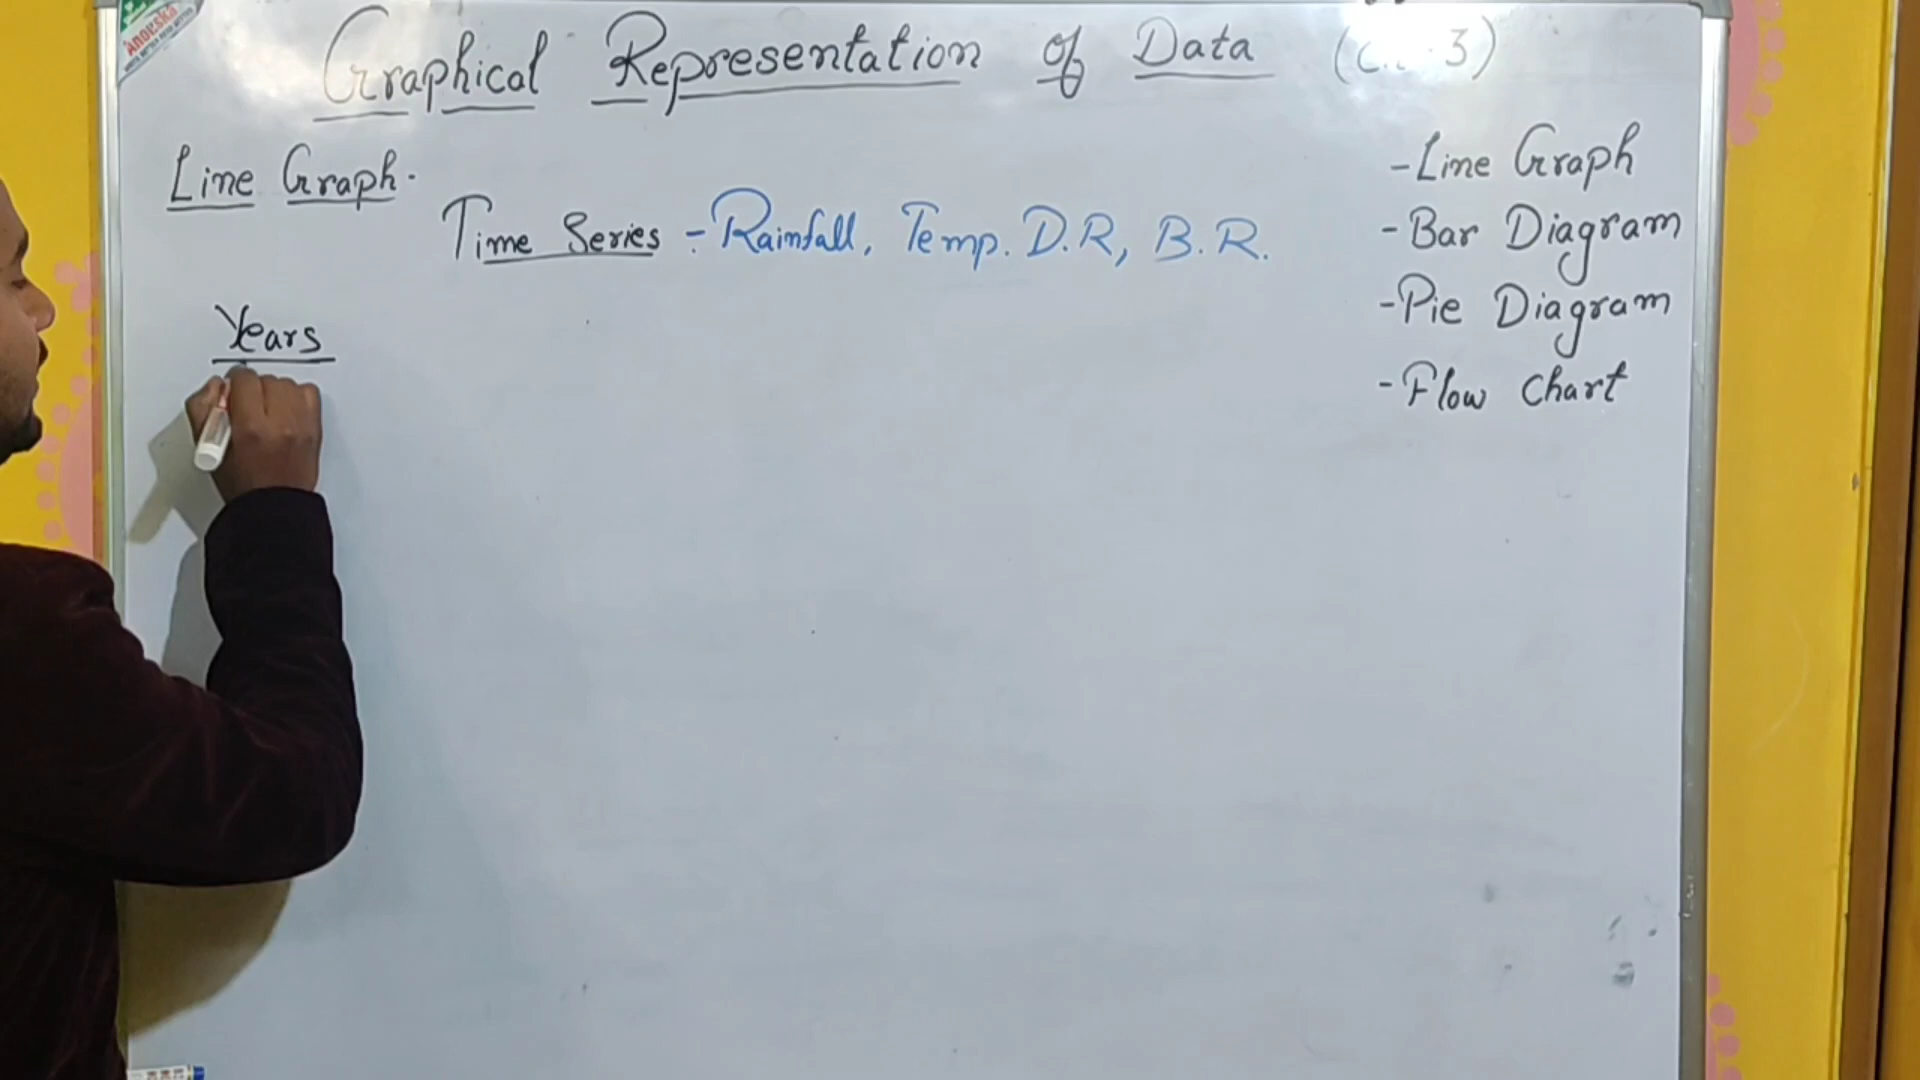 Graphical Representation of Data (Ch. 3)
Line Graph.
Time Series :- Rainfall, Temp. D.R, B.R.
Years
- Line Graph
- Bar Diagram
- Pie Diagram
- Flow Chart